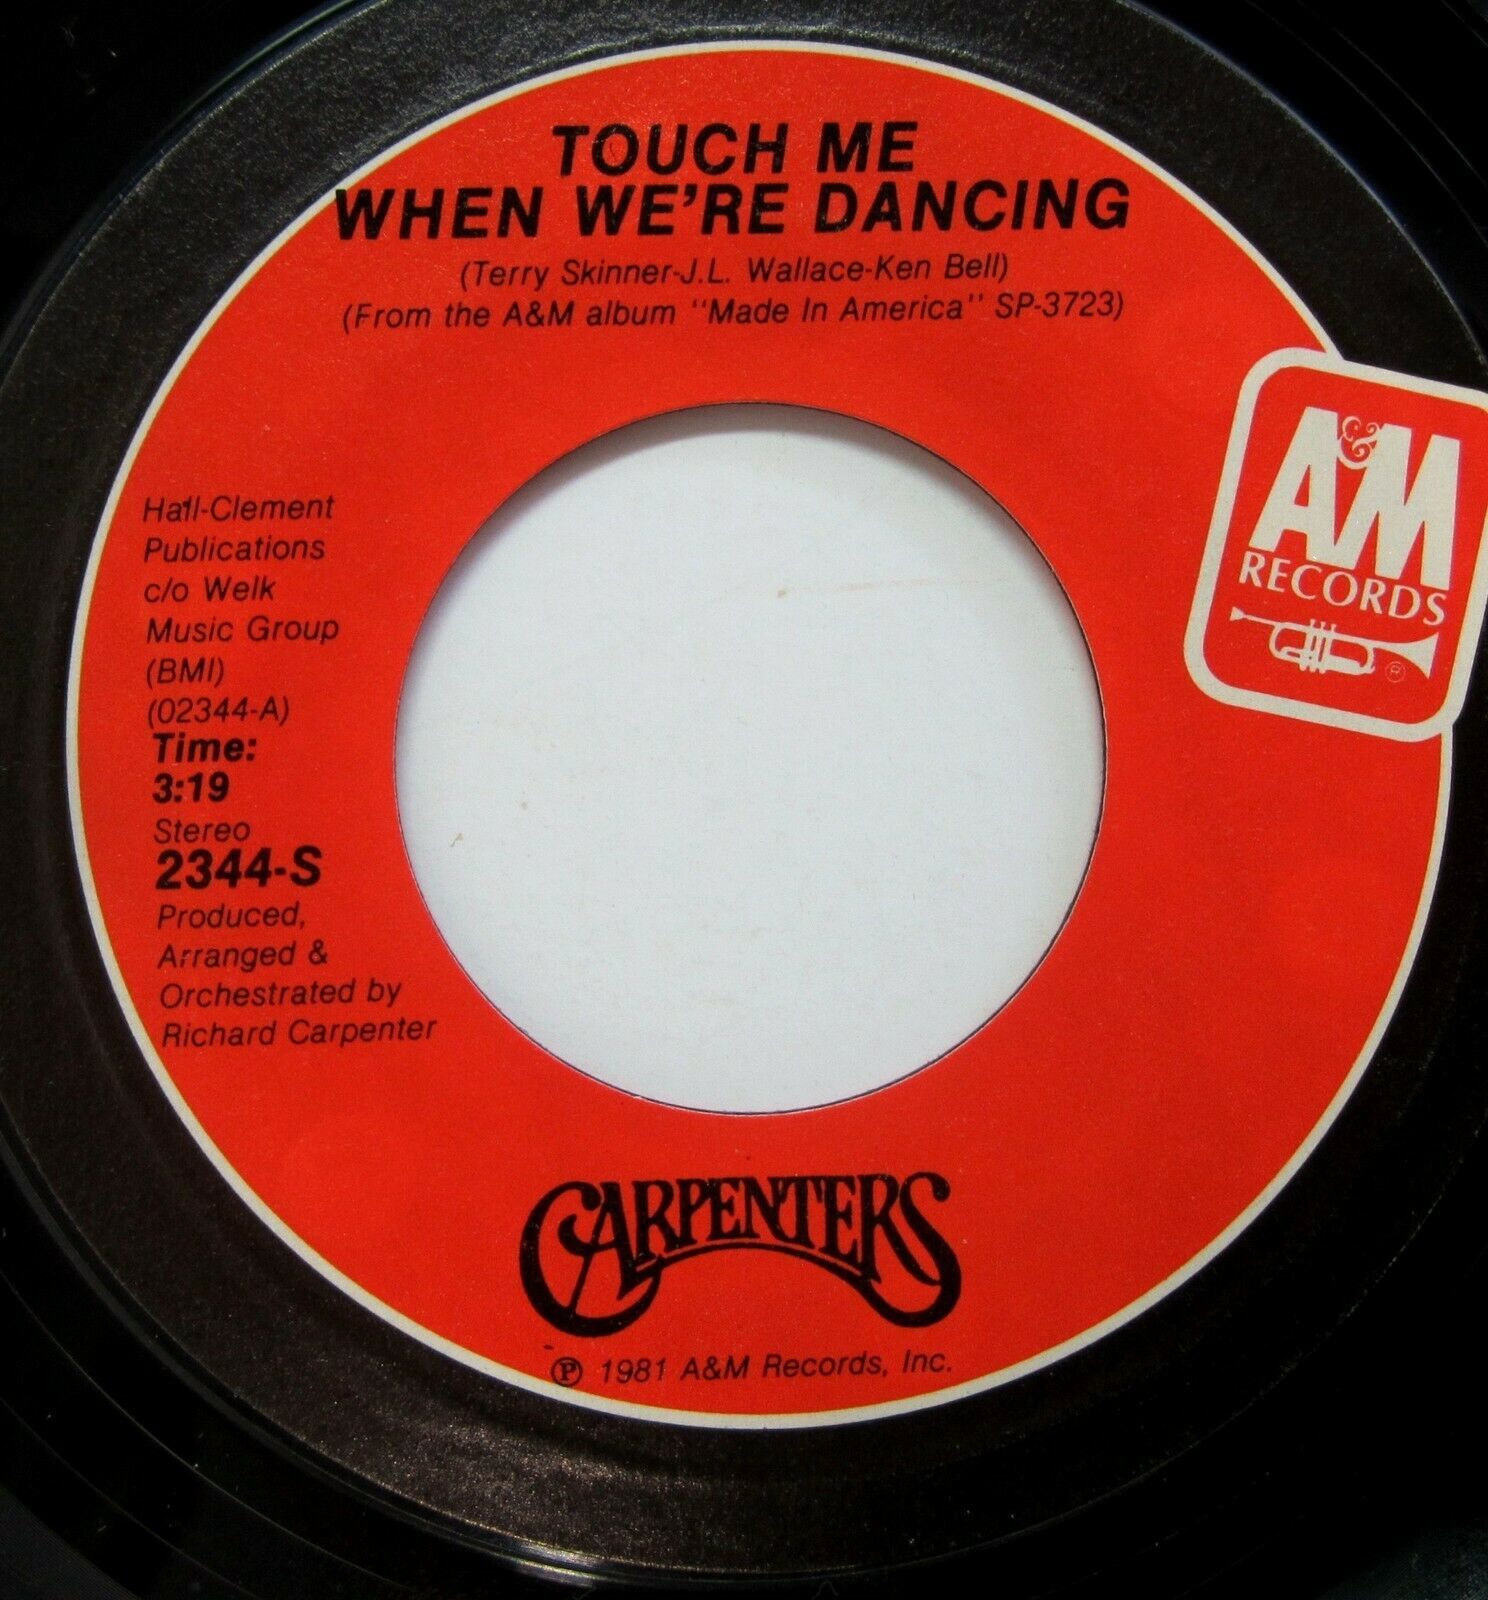 TOUCH ME
WHEN WE'RE DANCING
(Terry Skinner-J.L. Wallace-Ken Bell)
(From the A&M album "Made In America" SP-3723)
A&M
RECORDS
®
Hall-Clement
Publications
c/o Welk
Music Group
(BMI)
(02344-A)
Time:
3:19
Stereo
2344-S
Produced,
Arranged &
Orchestrated by
Richard Carpenter
CARPENTERS
℗ 1981 A&M Records, Inc.